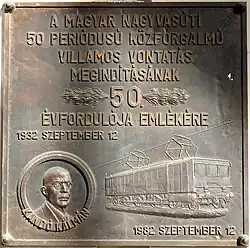 A MAGYAR NAGYVASÚTI
50 PERIÓDUSÚ KÖZFORGALMÚ
VILLAMOS VONTATÁS
MEGINDÍTÁSÁNAK
50.
ÉVFORDULÓJA EMLÉKÉRE
1932 SZEPTEMBER 12
KANDÓ KÁLMÁN
1982 SZEPTEMBER 12